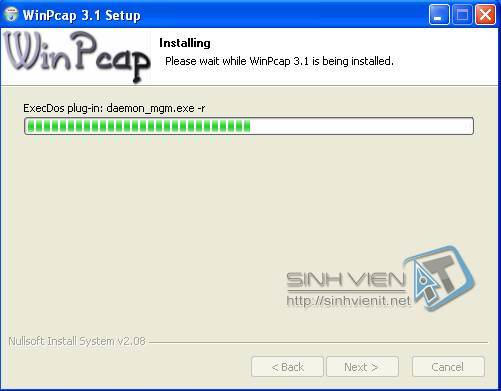 WinPcap 3.1 Setup
WinPcap
Installing
Please wait while WinPcap 3.1 is being installed.
ExecDos plug-in: daemon_mgm.exe -r
SINH VIEN IT
http://sinhvienit.net
Nullsoft Install System v2.08
< Back
Next >
Cancel